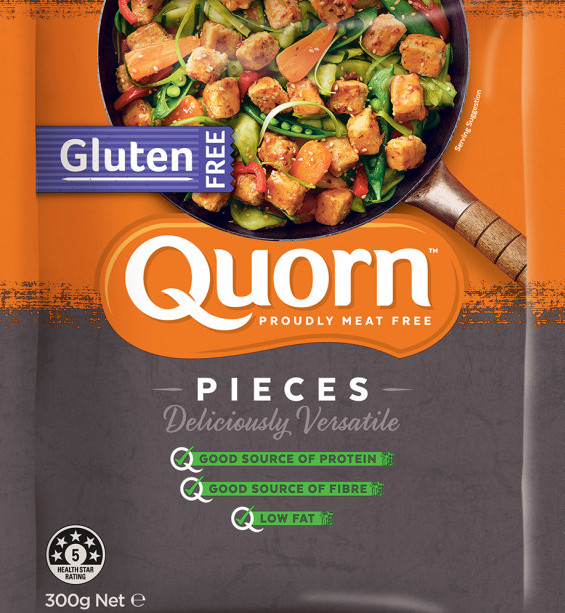 Serving Suggestion
Gluten FREE
Quorn™
PROUDLY MEAT FREE
PIECES
Deliciously Versatile
GOOD SOURCE OF PROTEIN
GOOD SOURCE OF FIBRE
LOW FAT
5
HEALTH STAR
RATING
300g Net ℮